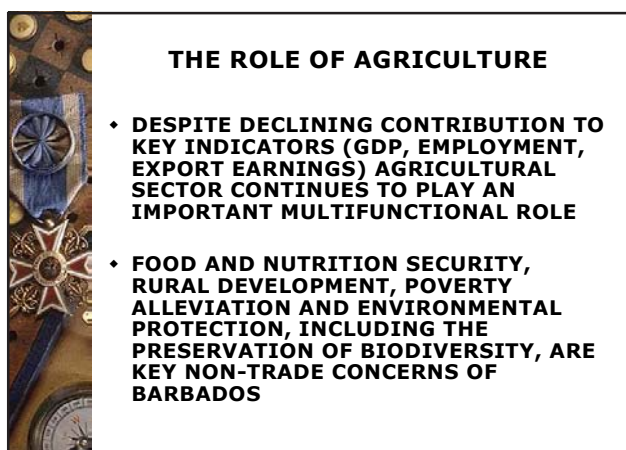 THE ROLE OF AGRICULTURE
◆ DESPITE DECLINING CONTRIBUTION TO
KEY INDICATORS (GDP, EMPLOYMENT,
EXPORT EARNINGS) AGRICULTURAL
SECTOR CONTINUES TO PLAY AN
IMPORTANT MULTIFUNCTIONAL ROLE
◆ FOOD AND NUTRITION SECURITY,
RURAL DEVELOPMENT, POVERTY
ALLEVIATION AND ENVIRONMENTAL
PROTECTION, INCLUDING THE
PRESERVATION OF BIODIVERSITY, ARE
KEY NON-TRADE CONCERNS OF
BARBADOS